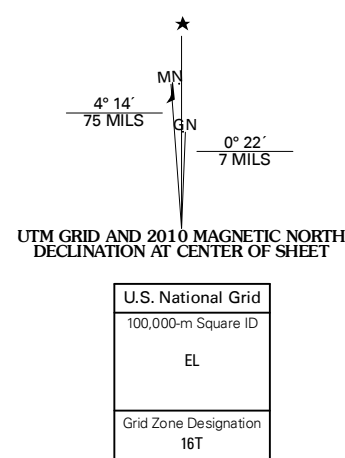 ★
MN
4° 14´
75 MILS
GN
0° 22´
7 MILS
UTM GRID AND 2010 MAGNETIC NORTH
DECLINATION AT CENTER OF SHEET
U.S. National Grid
100,000-m Square ID
EL
Grid Zone Designation
16T